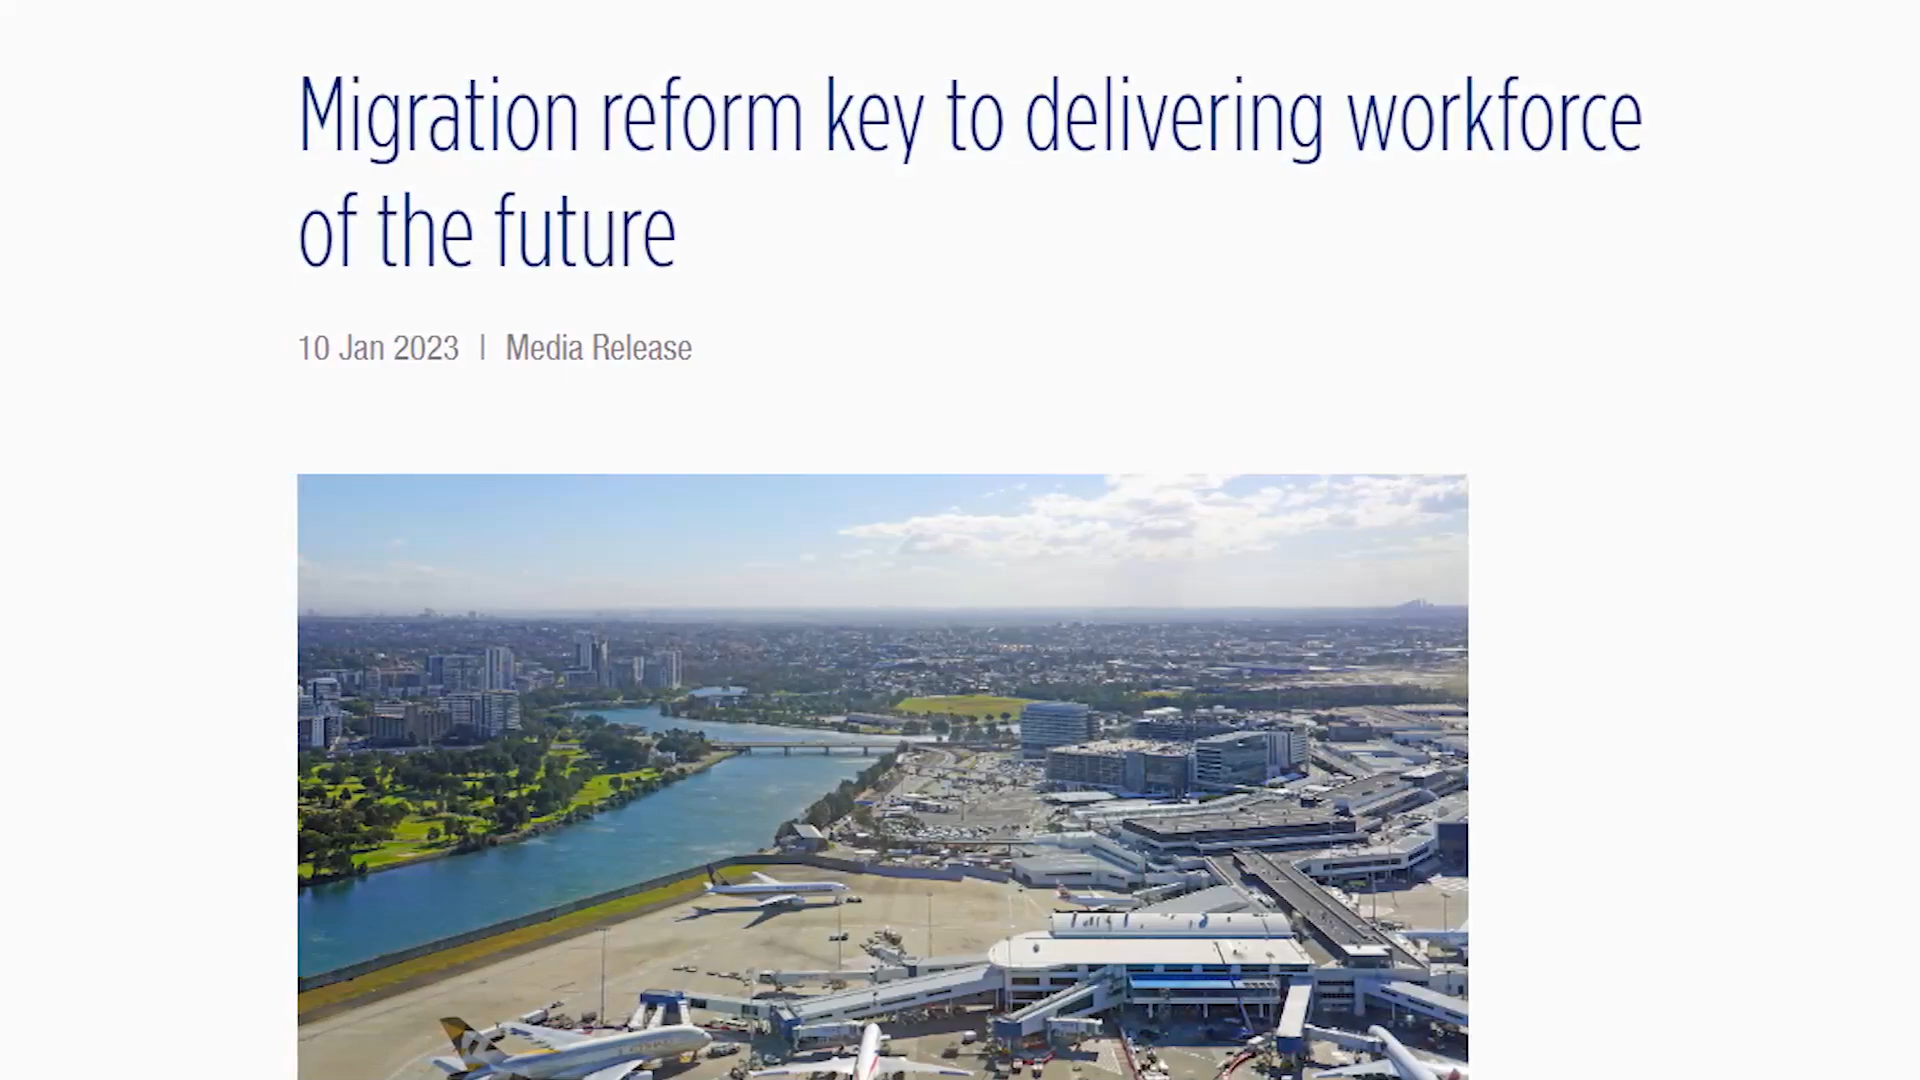 Migration reform key to delivering workforce
of the future
10 Jan 2023 | Media Release